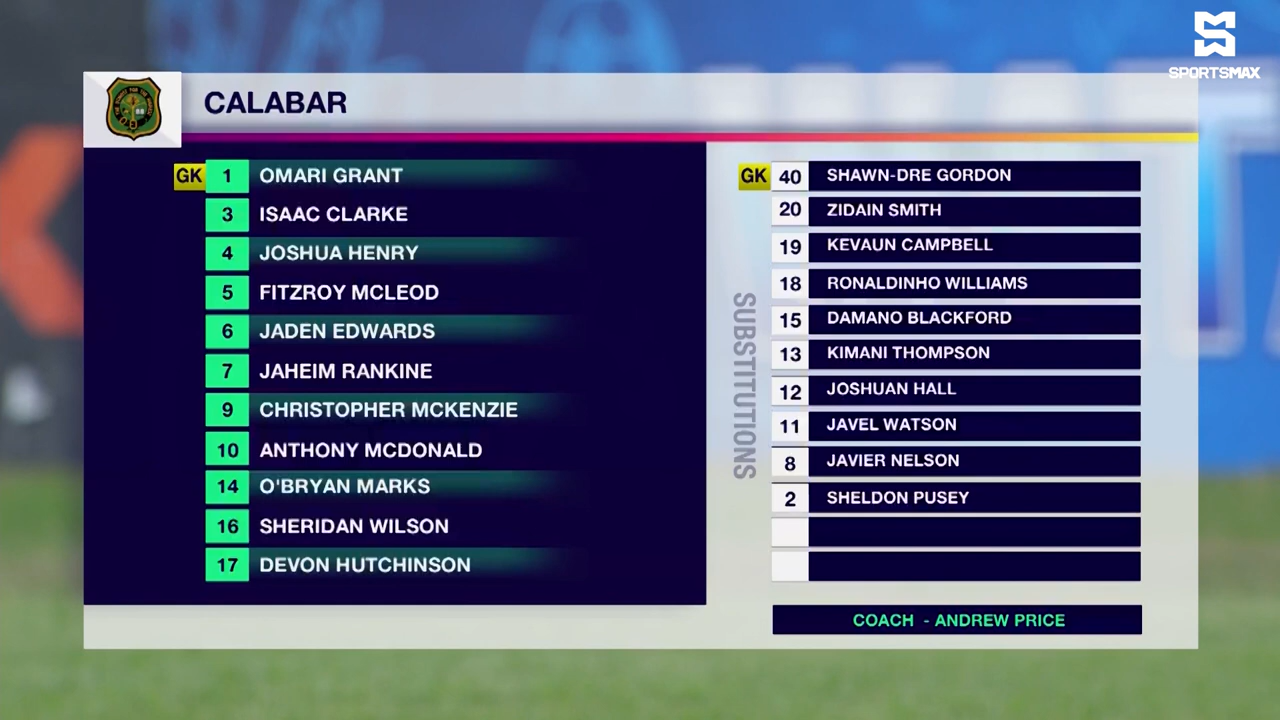 SPORTSMAX
CALABAR
GK 1 OMARI GRANT
3 ISAAC CLARKE
4 JOSHUA HENRY
5 FITZROY MCLEOD
6 JADEN EDWARDS
7 JAHEIM RANKINE
9 CHRISTOPHER MCKENZIE
10 ANTHONY MCDONALD
14 O'BRYAN MARKS
16 SHERIDAN WILSON
17 DEVON HUTCHINSON
SUBSTITUTIONS
GK 40 SHAWN-DRE GORDON
20 ZIDAIN SMITH
19 KEVAUN CAMPBELL
18 RONALDINHO WILLIAMS
15 DAMANO BLACKFORD
13 KIMANI THOMPSON
12 JOSHUAN HALL
11 JAVEL WATSON
8 JAVIER NELSON
2 SHELDON PUSEY
COACH - ANDREW PRICE